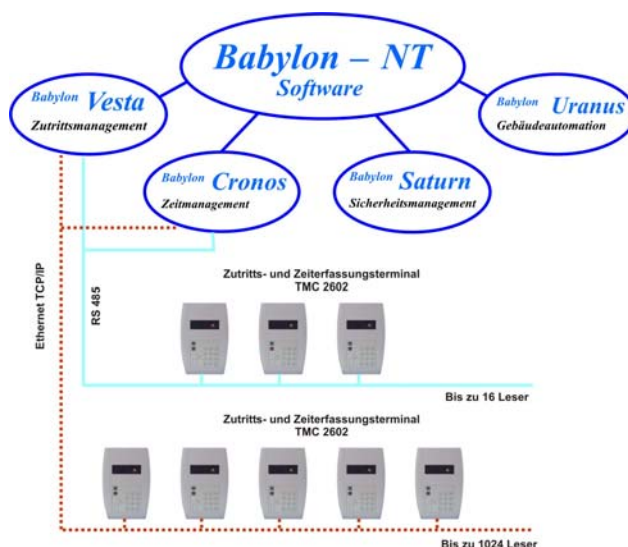 Babylon – NT
Software
Babylon Vesta
Zutrittsmanagement
Babylon Uranus
Gebäudeautomation
Babylon Cronos
Zeitmanagement
Babylon Saturn
Sicherheitsmanagement
Ethernet TCP/IP
RS 485
Zutritts- und Zeiterfassungsterminal
TMC 2602
Bis zu 16 Leser
Zutritts- und Zeiterfassungsterminal
TMC 2602
Bis zu 1024 Leser